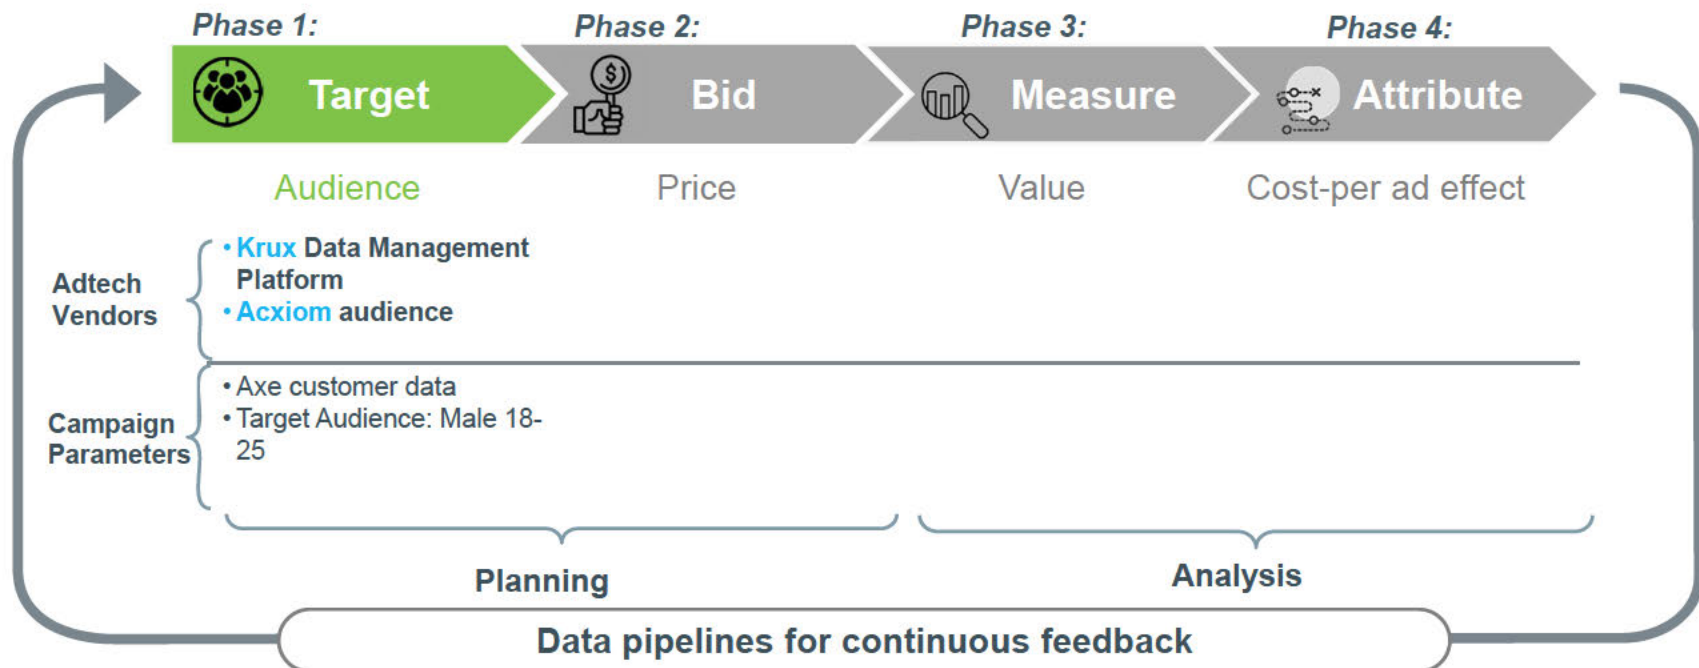 Phase 1:
Phase 2:
Phase 3:
Phase 4:
Target
Bid
Measure
Attribute
Audience
Price
Value
Cost-per ad effect
Adtech
Vendors
• Krux Data Management
Platform
• Acxiom audience
Campaign
Parameters
• Axe customer data
• Target Audience: Male 18-
25
Planning
Analysis
Data pipelines for continuous feedback